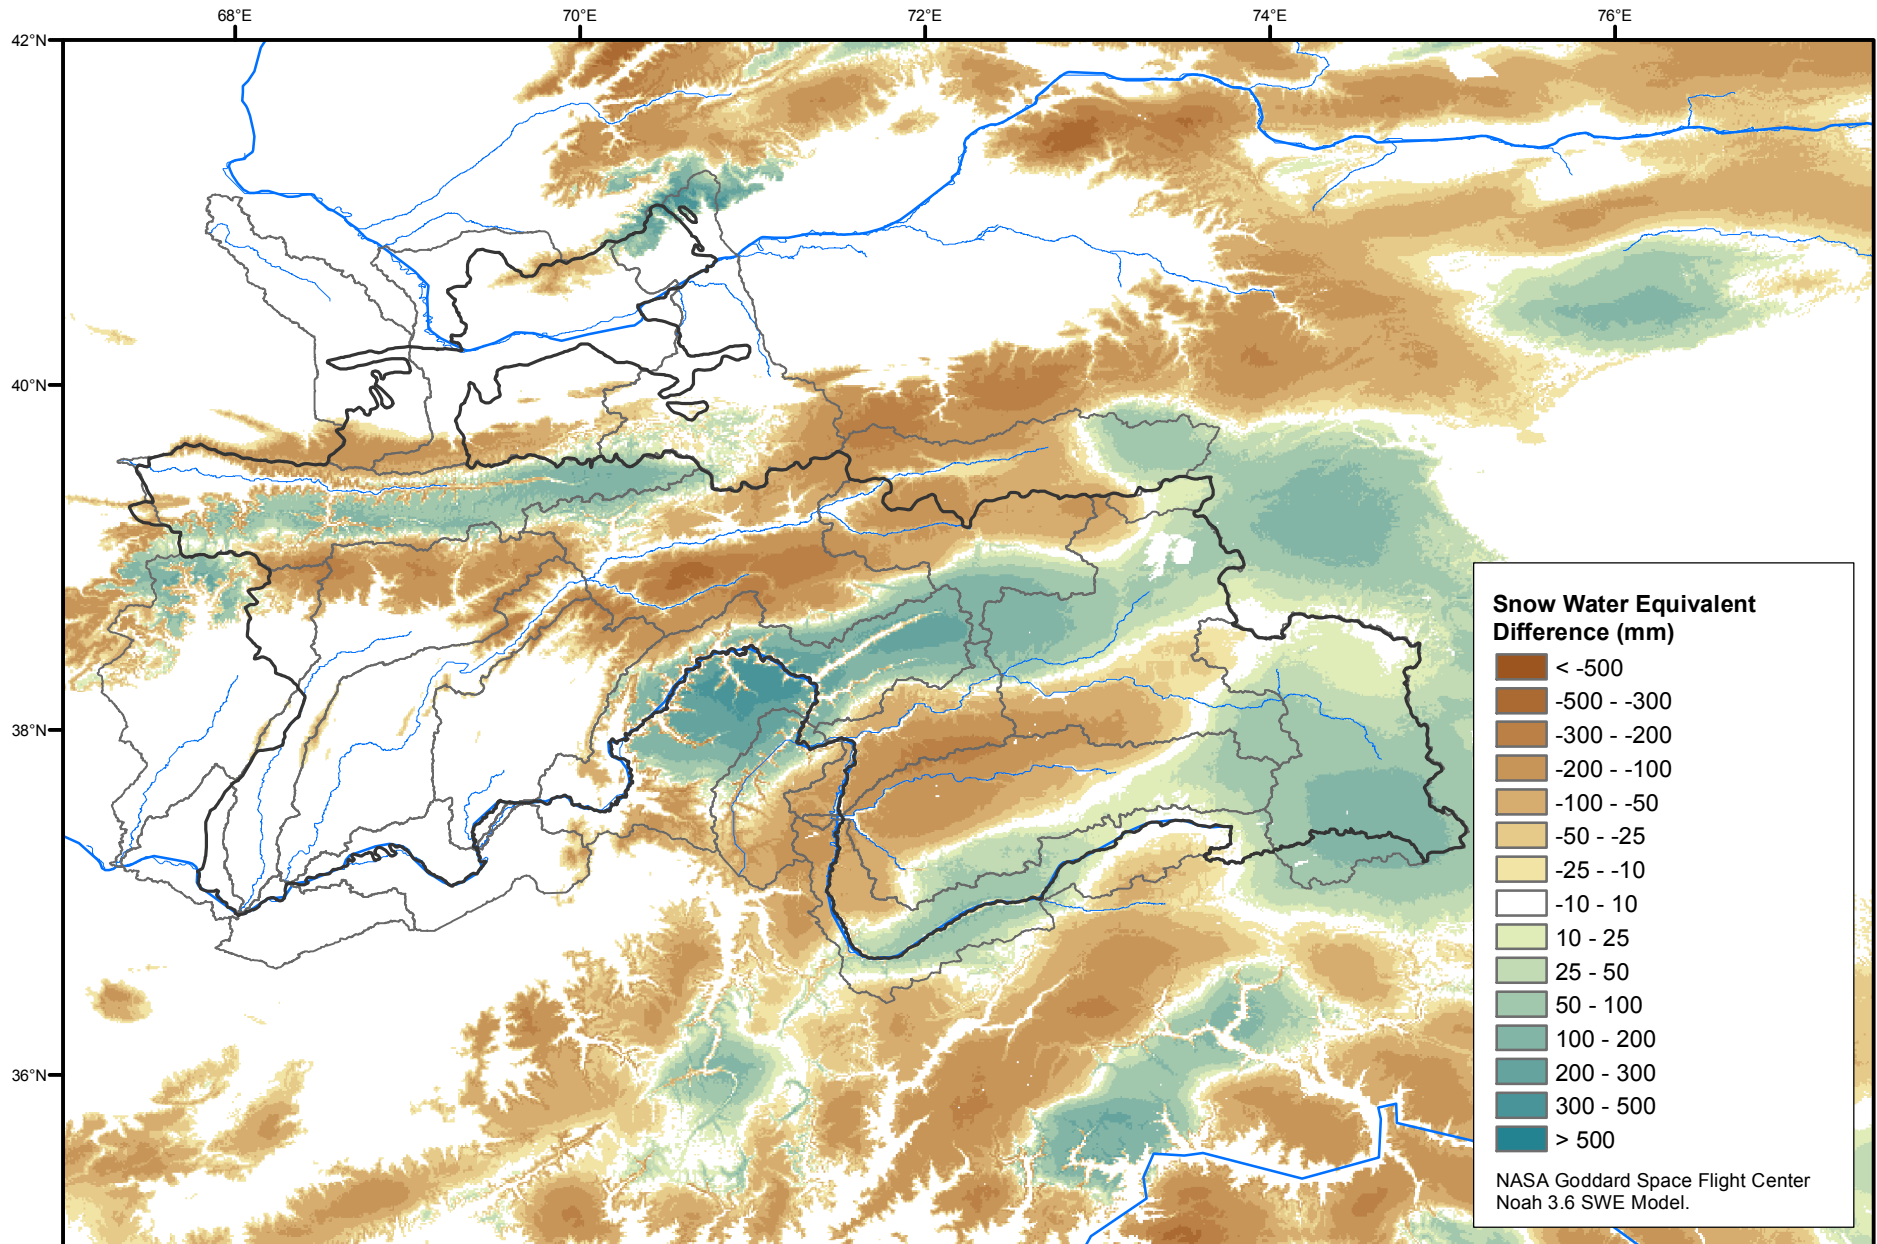 68°E
70°E
72°E
74°E
76°E
42°N
40°N
38°N
36°N
Snow Water Equivalent
Difference (mm)
< -500
-500 - -300
-300 - -200
-200 - -100
-100 - -50
-50 - -25
-25 - -10
-10 - 10
10 - 25
25 - 50
50 - 100
100 - 200
200 - 300
300 - 500
> 500
NASA Goddard Space Flight Center
Noah 3.6 SWE Model.